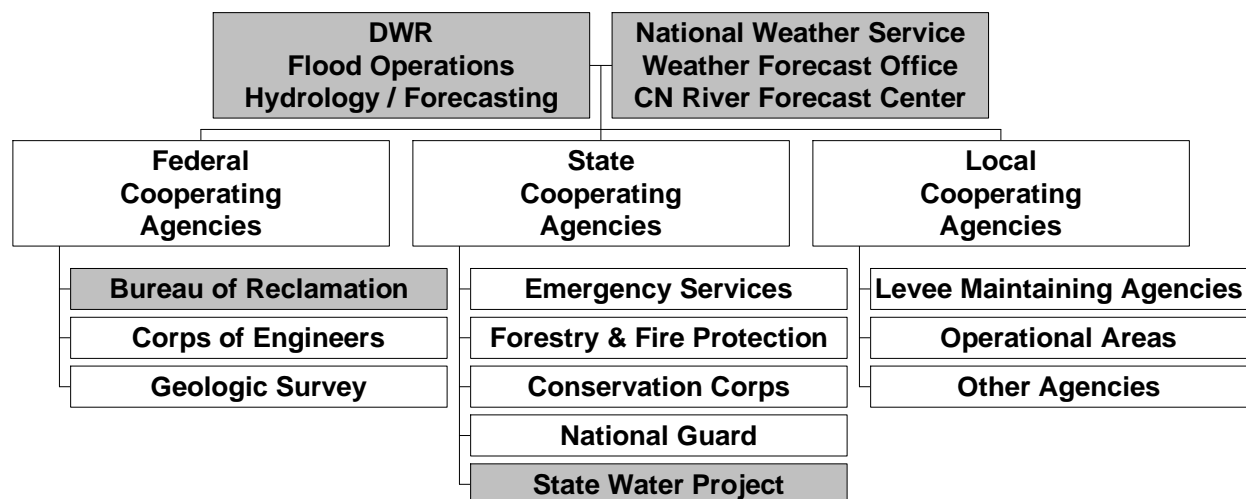 DWR
Flood Operations
Hydrology / Forecasting
National Weather Service
Weather Forecast Office
CN River Forecast Center
Federal
Cooperating
Agencies
State
Cooperating
Agencies
Local
Cooperating
Agencies
Bureau of Reclamation
Corps of Engineers
Geologic Survey
Emergency Services
Forestry & Fire Protection
Conservation Corps
National Guard
State Water Project
Levee Maintaining Agencies
Operational Areas
Other Agencies